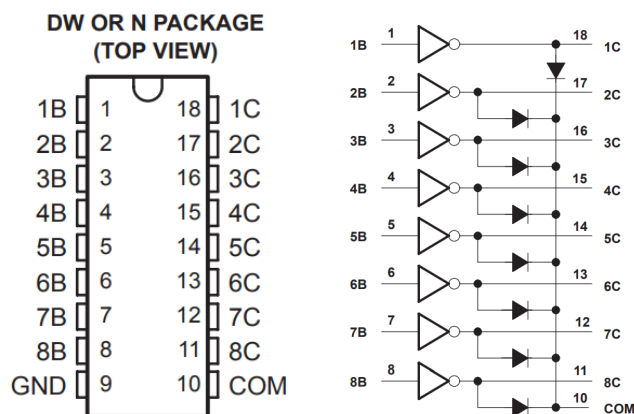 DW OR N PACKAGE
(TOP VIEW)
1B 1 18 1C
2B 2 17 2C
3B 3 16 3C
4B 4 15 4C
5B 5 14 5C
6B 6 13 6C
7B 7 12 7C
8B 8 11 8C
GND 9 10 COM
1B 1 18 1C
2B 2 17 2C
3B 3 16 3C
4B 4 15 4C
5B 5 14 5C
6B 6 13 6C
7B 7 12 7C
8B 8 11 8C
10 COM